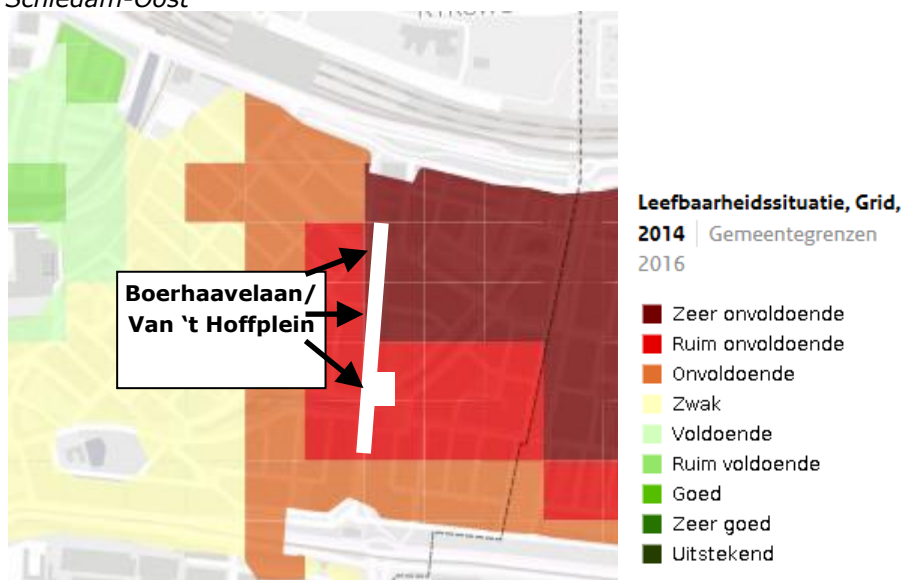 Schiedam-Oost
Boerhaavelaan/
Van ‘t Hoffplein
Leefbaarheidssituatie, Grid,
2014 | Gemeentegrenzen
2016
Zeer onvoldoende
Ruim onvoldoende
Onvoldoende
Zwak
Voldoende
Ruim voldoende
Goed
Zeer goed
Uitstekend